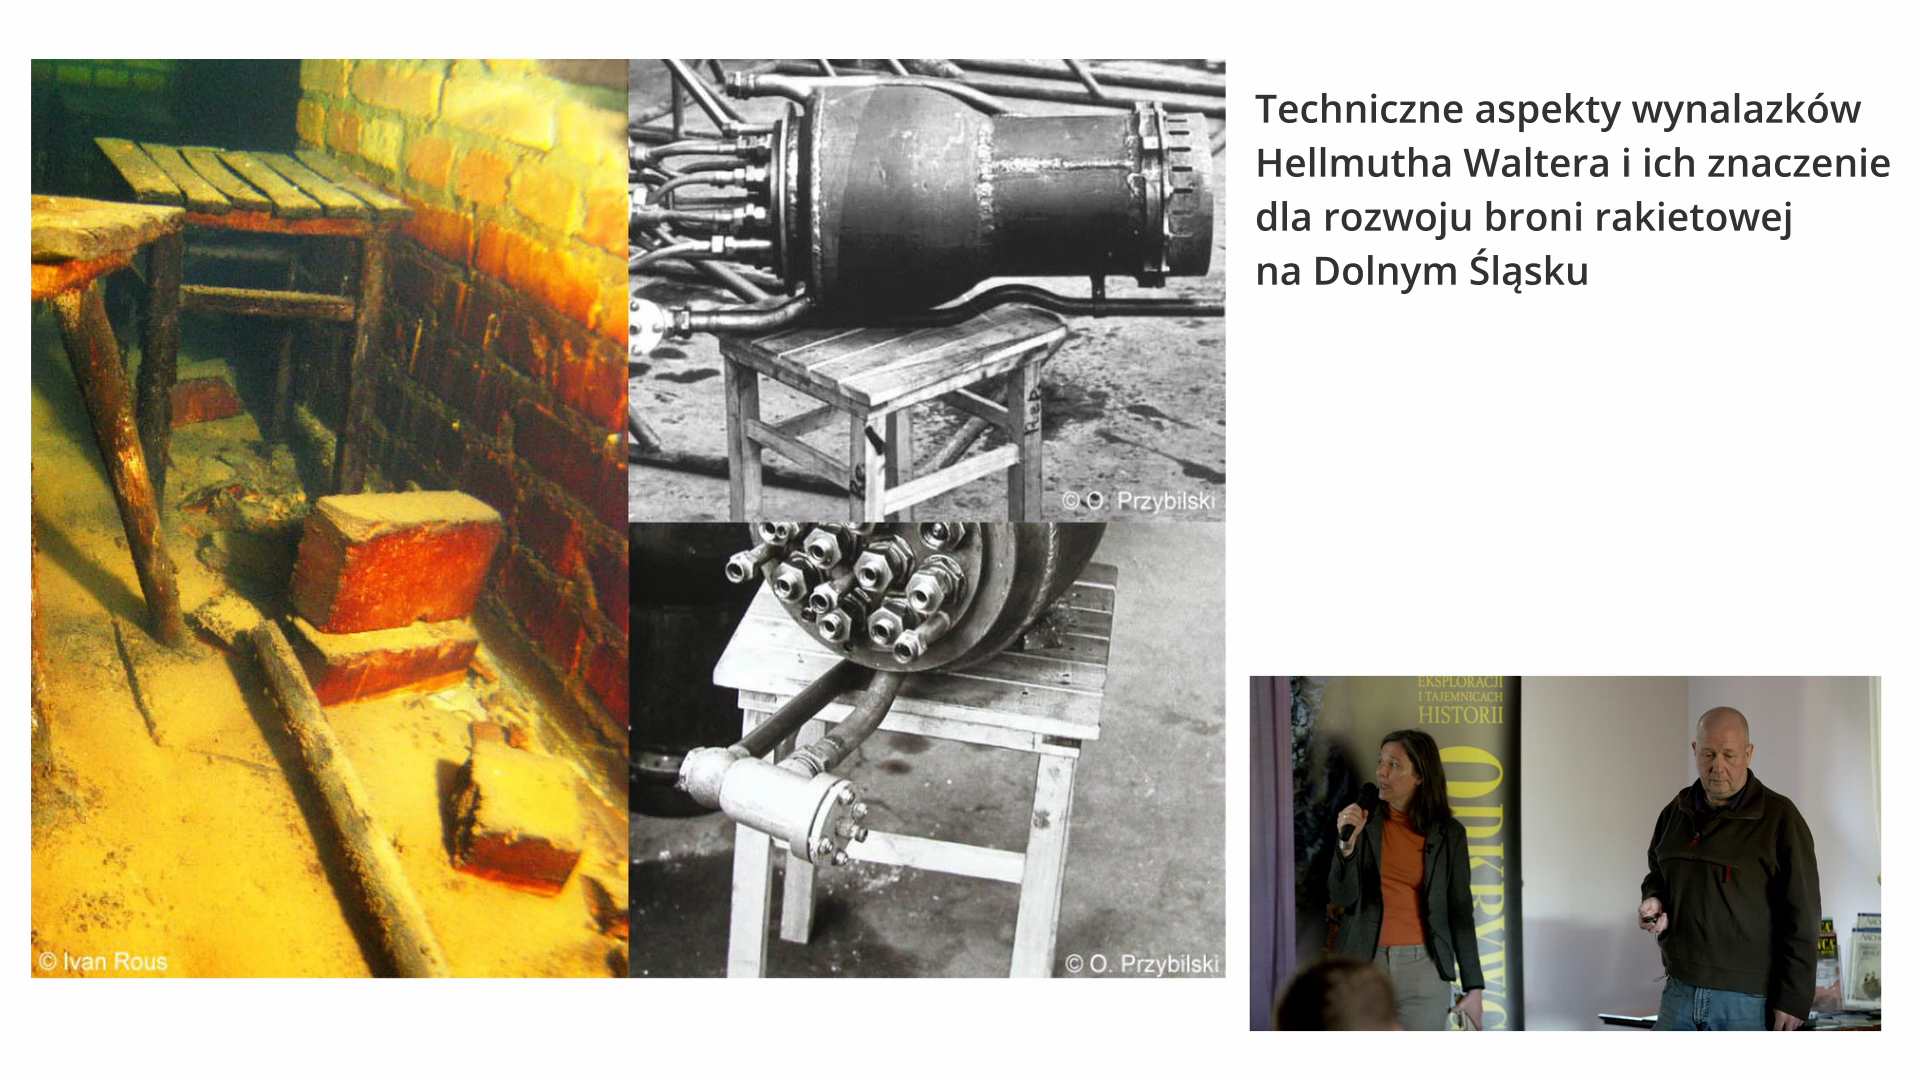 Techniczne aspekty wynalazków
Hellmutha Waltera i ich znaczenie
dla rozwoju broni rakietowej
na Dolnym Śląsku
© O. Przybilski
© Ivan Rous
© O. Przybilski
EKSPLORACJI
I TAJEMNICACH
HISTORII
ODKRYWC